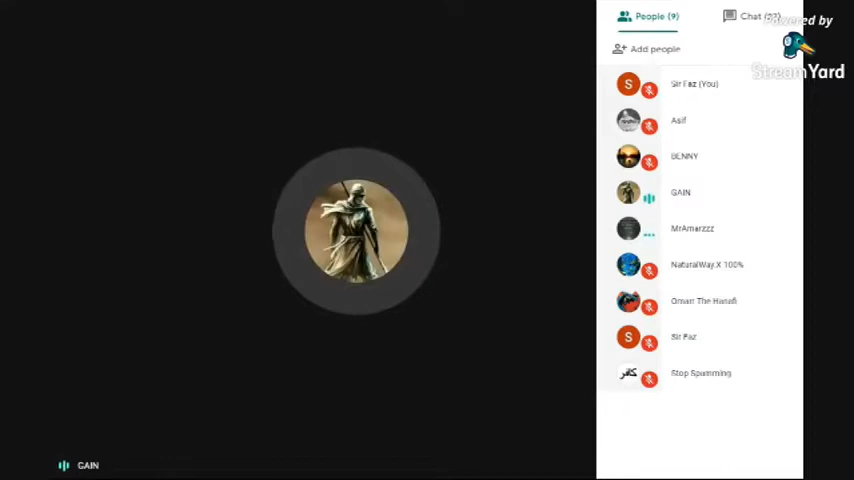 People (9)
Chat
Powered by
Add people
StreamYard
S
Sir Faz (You)
Asif
BENNY
GAIN
MrAmarzzz
NaturalWay.X 100%
Omarr The Hanafi
S
Sir Faz
كافر
Stop Spamming
GAIN